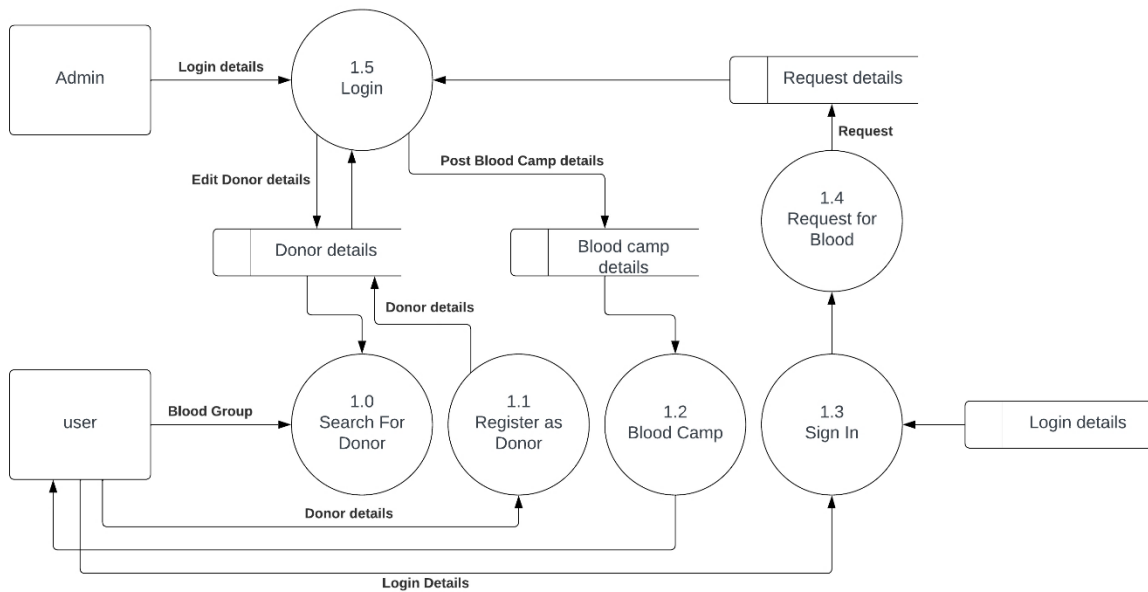 Admin
Login details
1.5
Login
Request details
Request
Edit Donor details
Post Blood Camp details
1.4
Request for
Blood
Donor details
Blood camp
details
Donor details
user
Blood Group
1.0
Search For
Donor
1.1
Register as
Donor
1.2
Blood Camp
1.3
Sign In
Login details
Donor details
Login Details